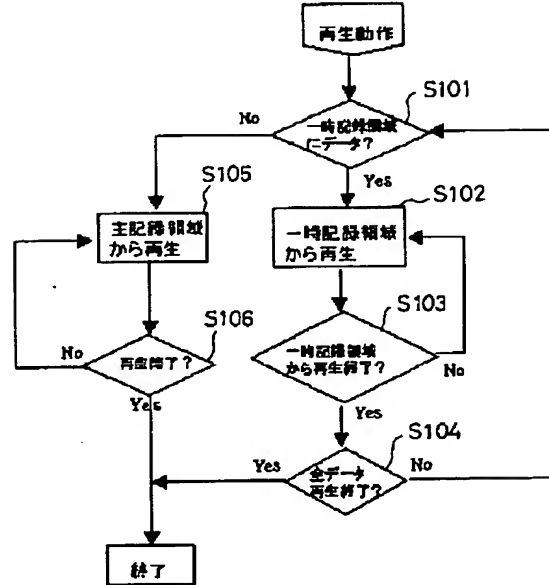 再生動作
S101
No
一時記録領域
にデータ?
Yes
S105
S102
主記録領域
から再生
一時記録領域
から再生
S103
S106
再生終了?
No
一時記録領域
から再生終了?
No
Yes
Yes
S104
Yes
全データ
再生終了?
No
終了